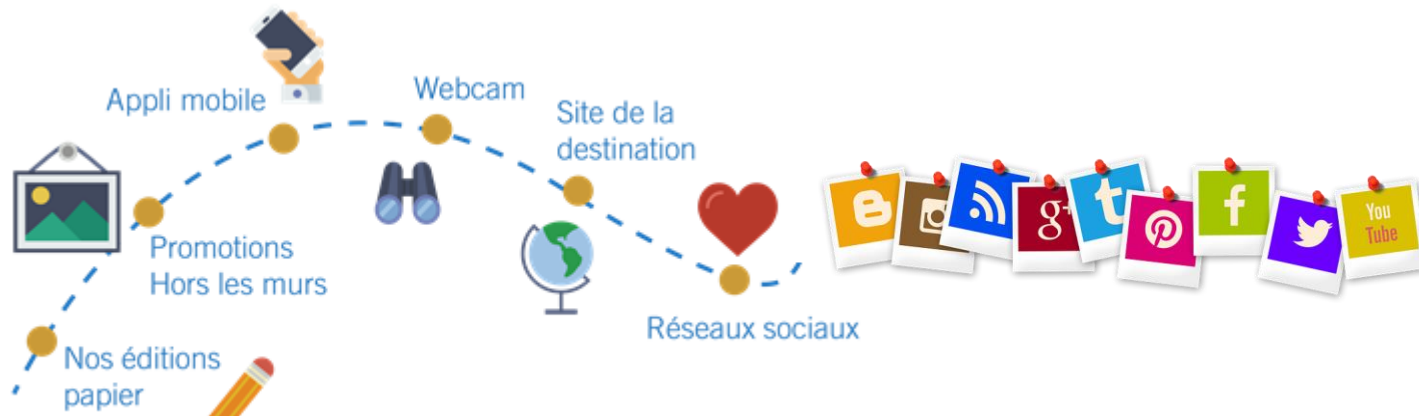 Appli mobile
Webcam
Site de la
destination
Promotions
Hors les murs
Nos éditions
papier
Réseaux sociaux
g+
t
f
You
Tube